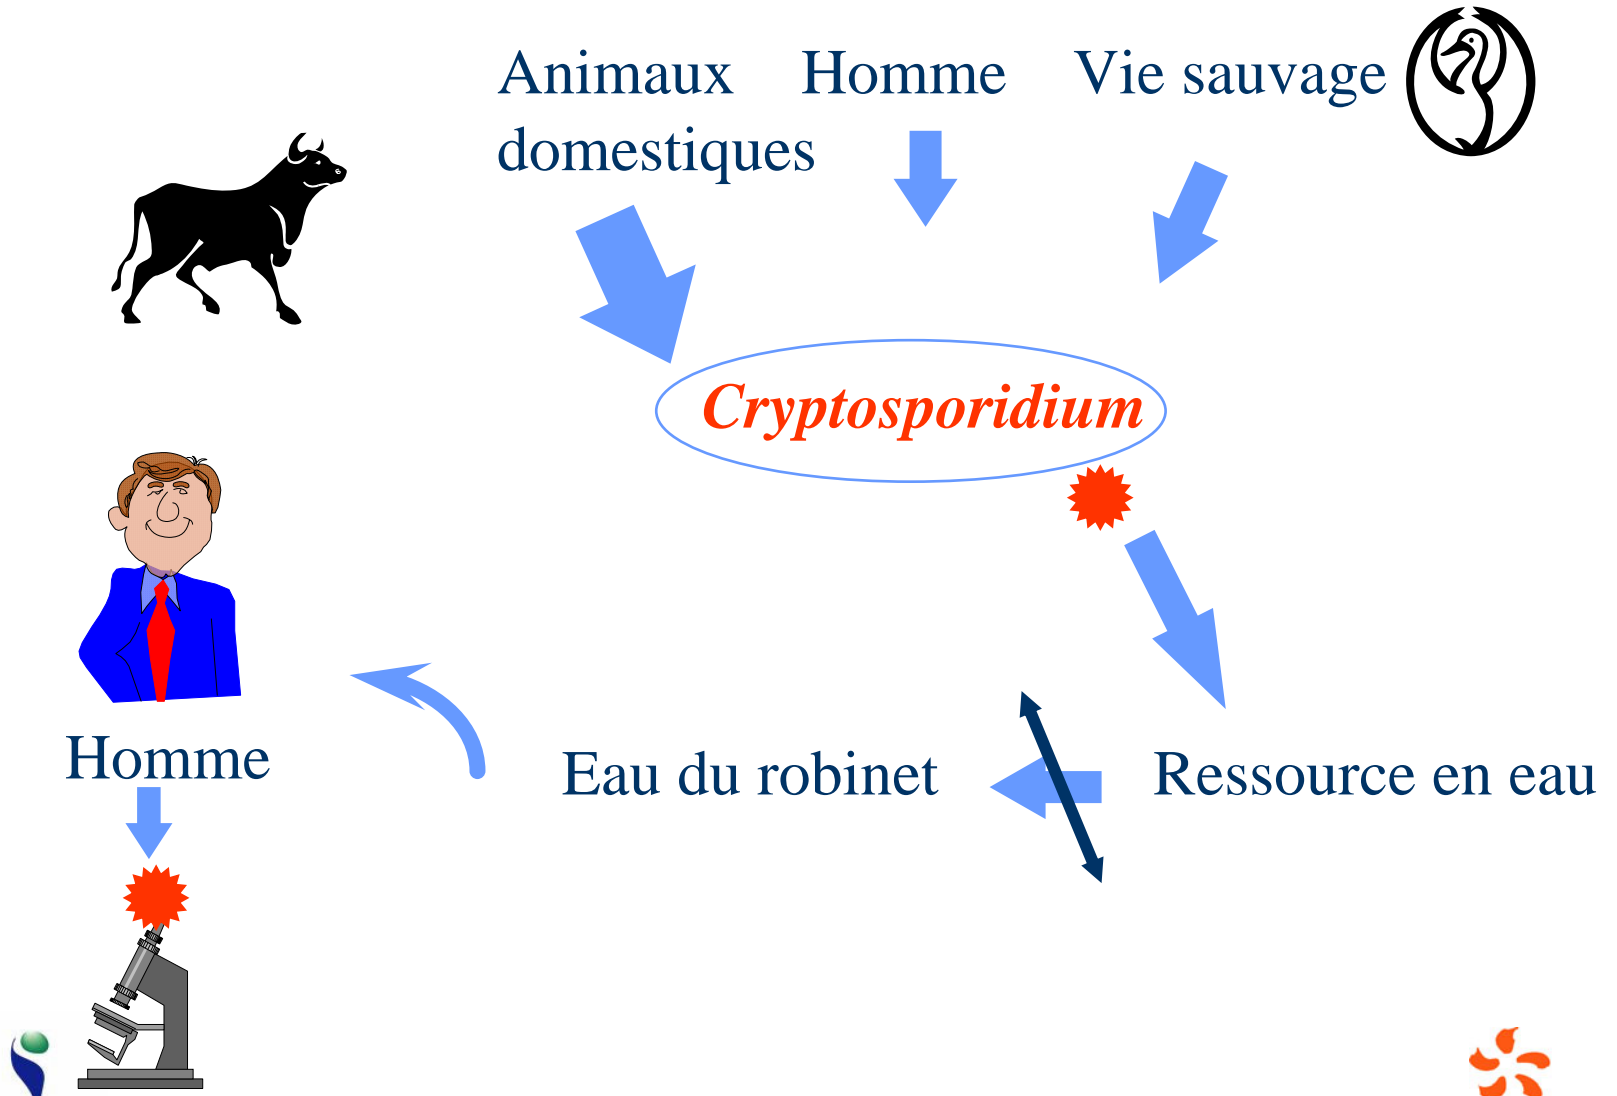 Animaux domestiques
Homme
Vie sauvage
Cryptosporidium
Homme
Eau du robinet
Ressource en eau